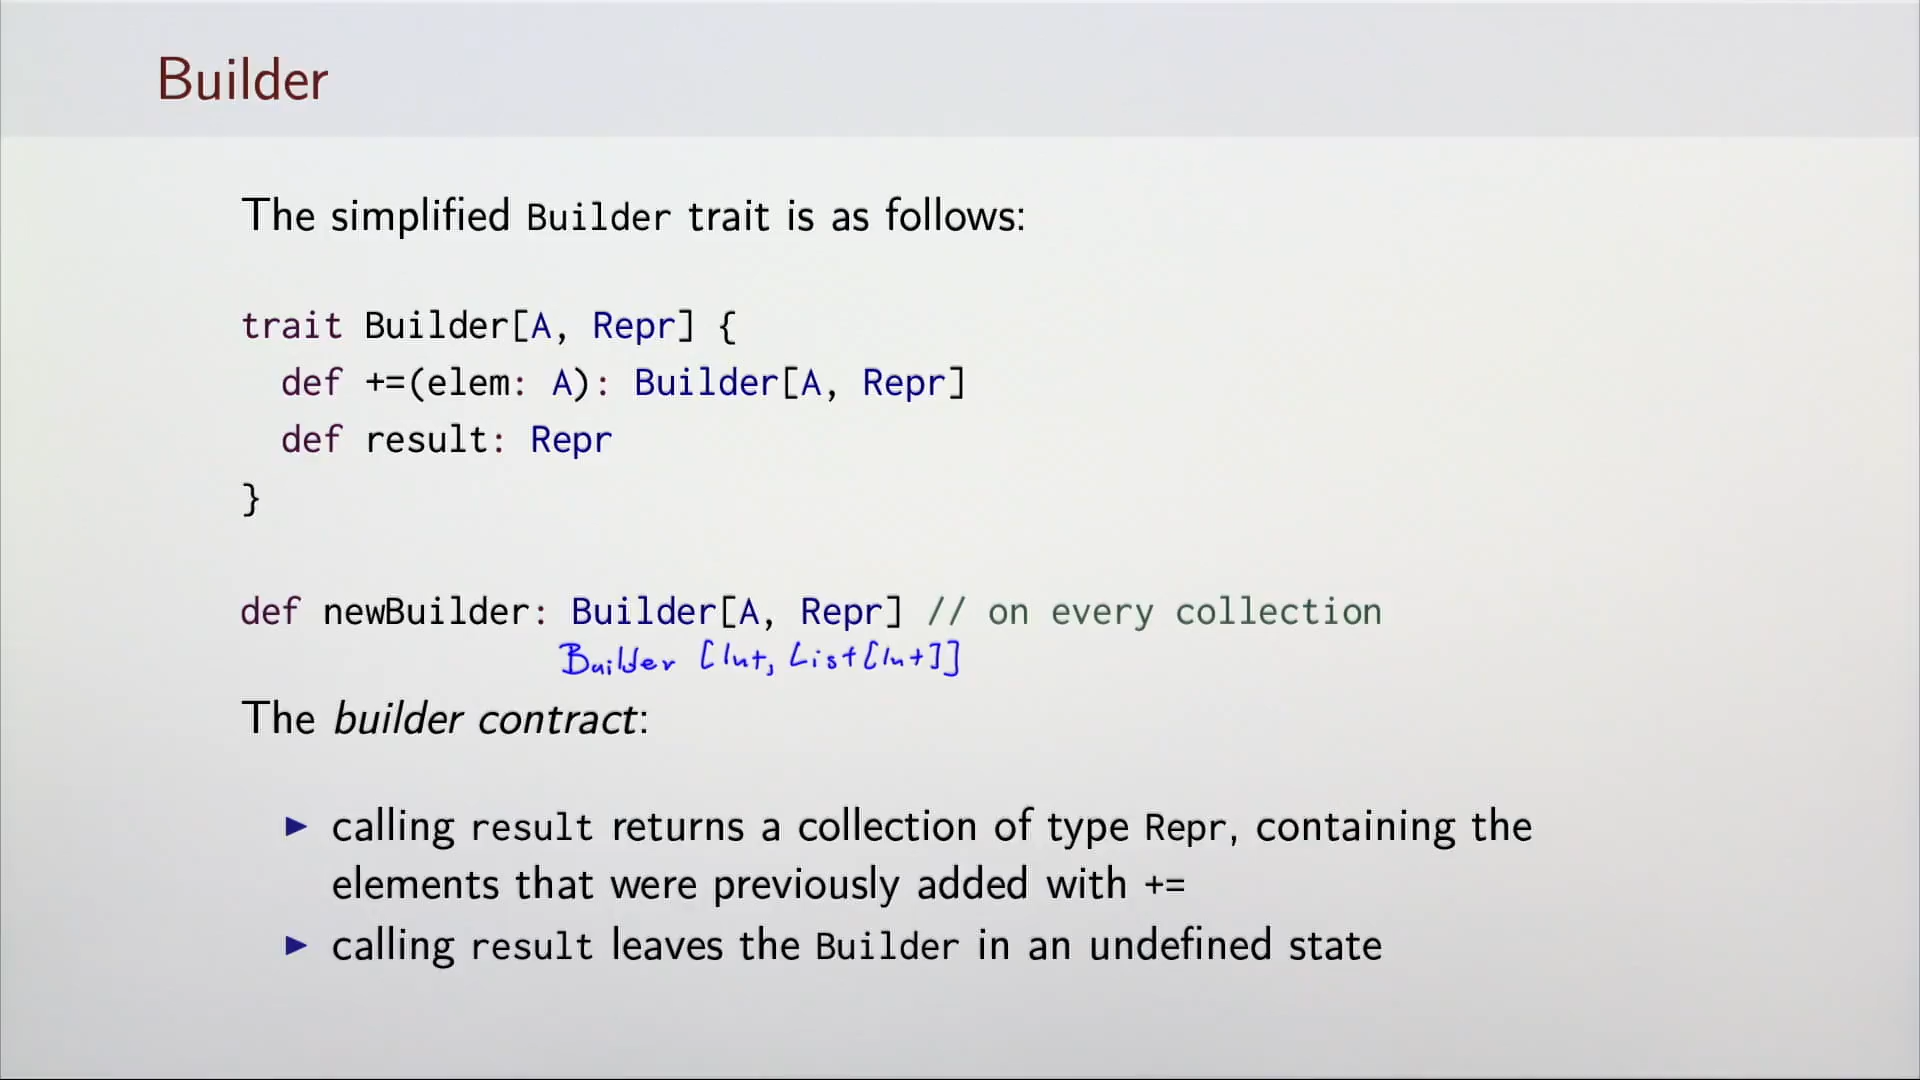 Builder
The simplified Builder trait is as follows:
trait Builder[A, Repr] {
def +=(elem: A): Builder[A, Repr]
def result: Repr
}
def newBuilder: Builder[A, Repr] // on every collection
Builder [Int, List[Int]]
The builder contract:
▶ calling result returns a collection of type Repr, containing the
elements that were previously added with +=
▶ calling result leaves the Builder in an undefined state